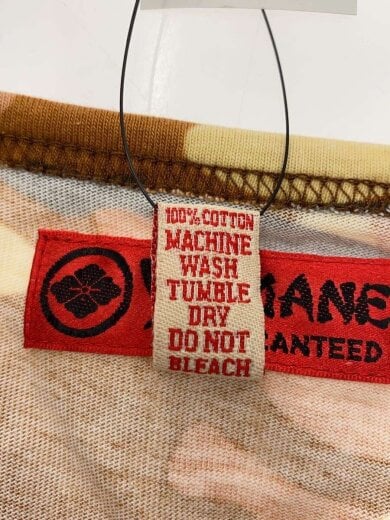 100% COTTON
MACHINE
WASH
TUMBLE
DRY
DO NOT
BLEACH